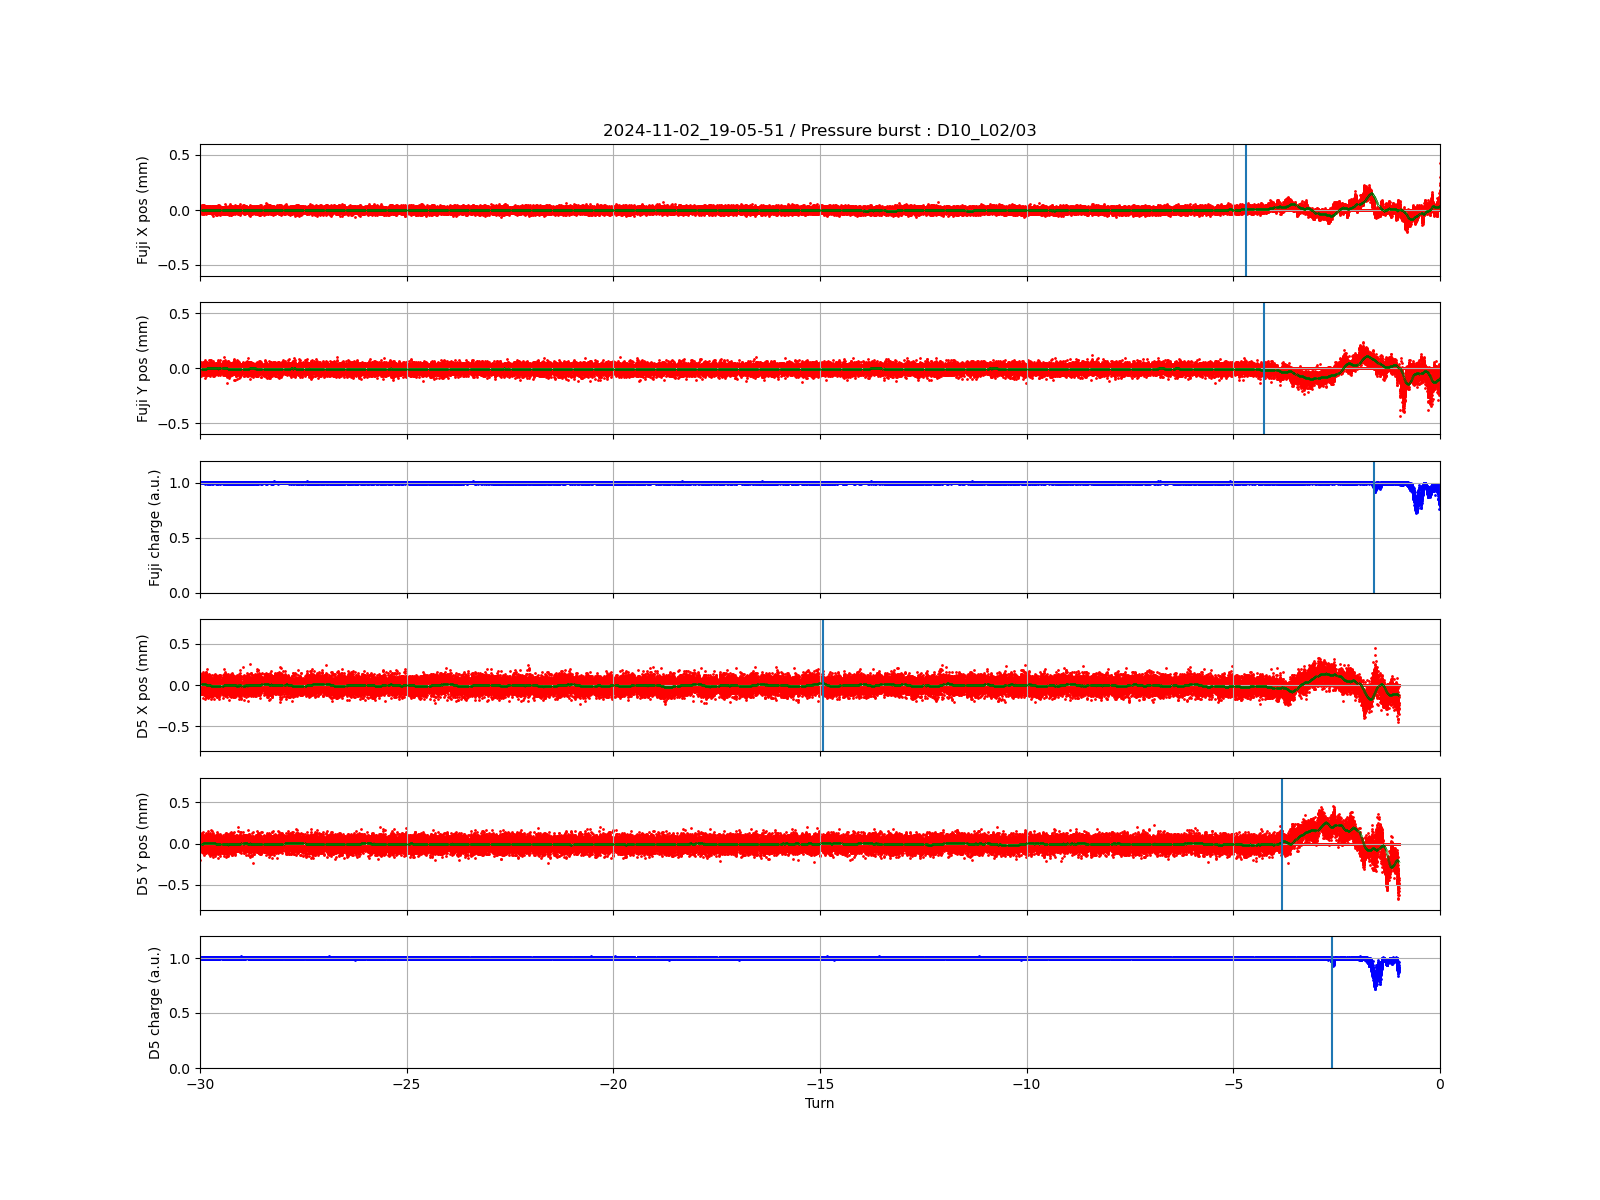 2024-11-02_19-05-51 / Pressure burst : D10_L02/03
Fuji X pos (mm)
0.5
0.0
−0.5
Fuji Y pos (mm)
0.5
0.0
−0.5
Fuji charge (a.u.)
1.0
0.5
0.0
D5 X pos (mm)
0.5
0.0
−0.5
D5 Y pos (mm)
0.5
0.0
−0.5
D5 charge (a.u.)
1.0
0.5
0.0
−30 −25 −20 −15 −10 −5 0
Turn